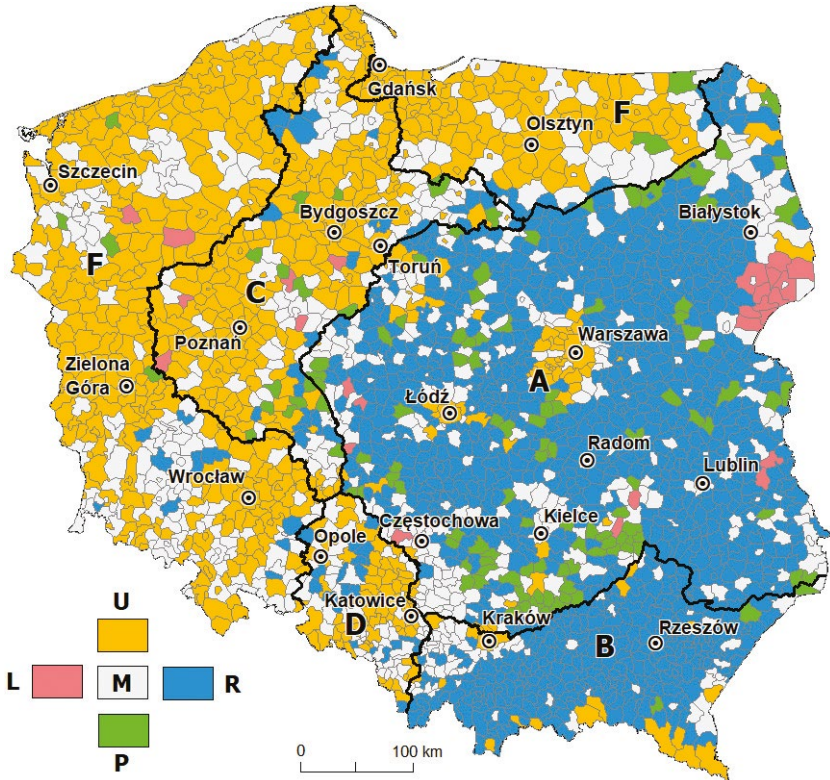 Gdańsk
Olsztyn
F
Szczecin
Bydgoszcz
Białystok
F
Toruń
C
Poznań
Warszawa
Zielona
Góra
A
Łódź
Radom
Wrocław
Lublin
Częstochowa
Kielce
Opole
U
Katowice
D
Kraków
B
Rzeszów
L
M
R
P
0
100 km